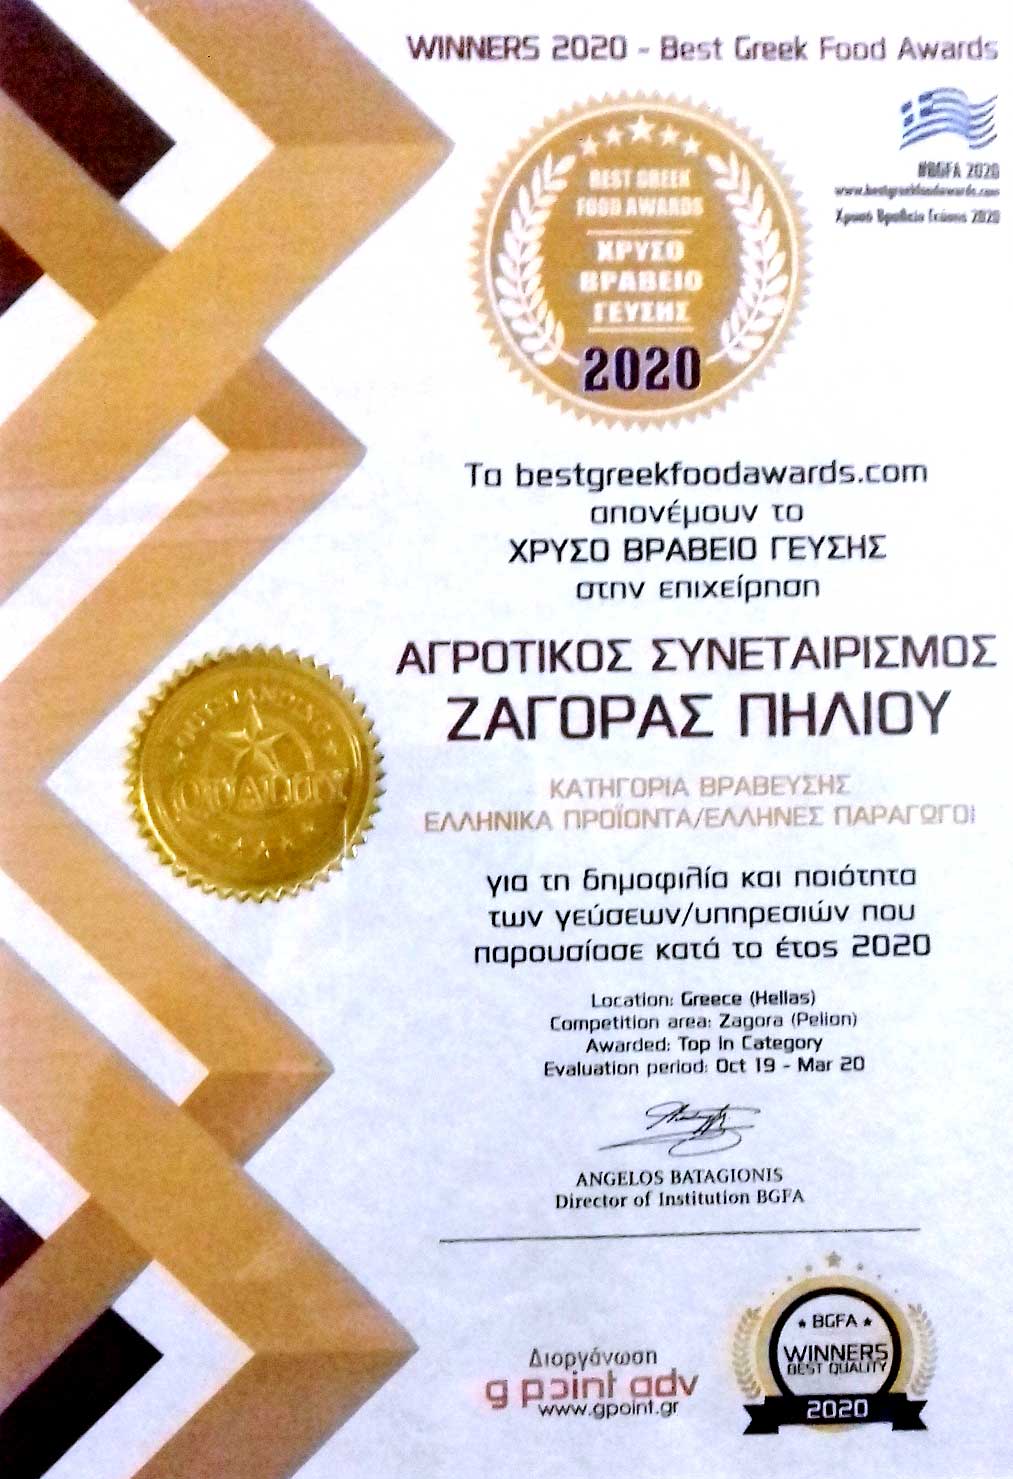 WINNERS 2020 - Best Greek Food Awards
#BGFA 2020
www.bestgreekfoodawards.com
Χρυσό Βραβείο Γεύσης 2020
BEST GREEK
FOOD AWARDS
ΧΡΥΣΟ
ΒΡΑΒΕΙΟ
ΓΕΥΣΗΣ
2020
Τα bestgreekfoodawards.com
απονέμουν το
ΧΡΥΣΟ ΒΡΑΒΕΙΟ ΓΕΥΣΗΣ
στην επιχείρηση
ΑΓΡΟΤΙΚΟΣ ΣΥΝΕΤΑΙΡΙΣΜΟΣ
ΖΑΓΟΡΑΣ ΠΗΛΙΟΥ
OUTSTANDING
QUALITY
ΚΑΤΗΓΟΡΙΑ ΒΡΑΒΕΥΣΗΣ
ΕΛΛΗΝΙΚΑ ΠΡΟΪΟΝΤΑ/ΕΛΛΗΝΕΣ ΠΑΡΑΓΩΓΟΙ
για τη δημοφιλία και ποιότητα
των γεύσεων/υπηρεσιών που
παρουσίασε κατά το έτος 2020
Location: Greece (Hellas)
Competition area: Zagora (Pelion)
Awarded: Top In Category
Evaluation period: Oct 19 - Mar 20
ANGELOS BATAGIONIS
Director of Institution BGFA
Διοργάνωση
g point adv
www.gpoint.gr
★ BGFA ★
WINNERS
BEST QUALITY
2020